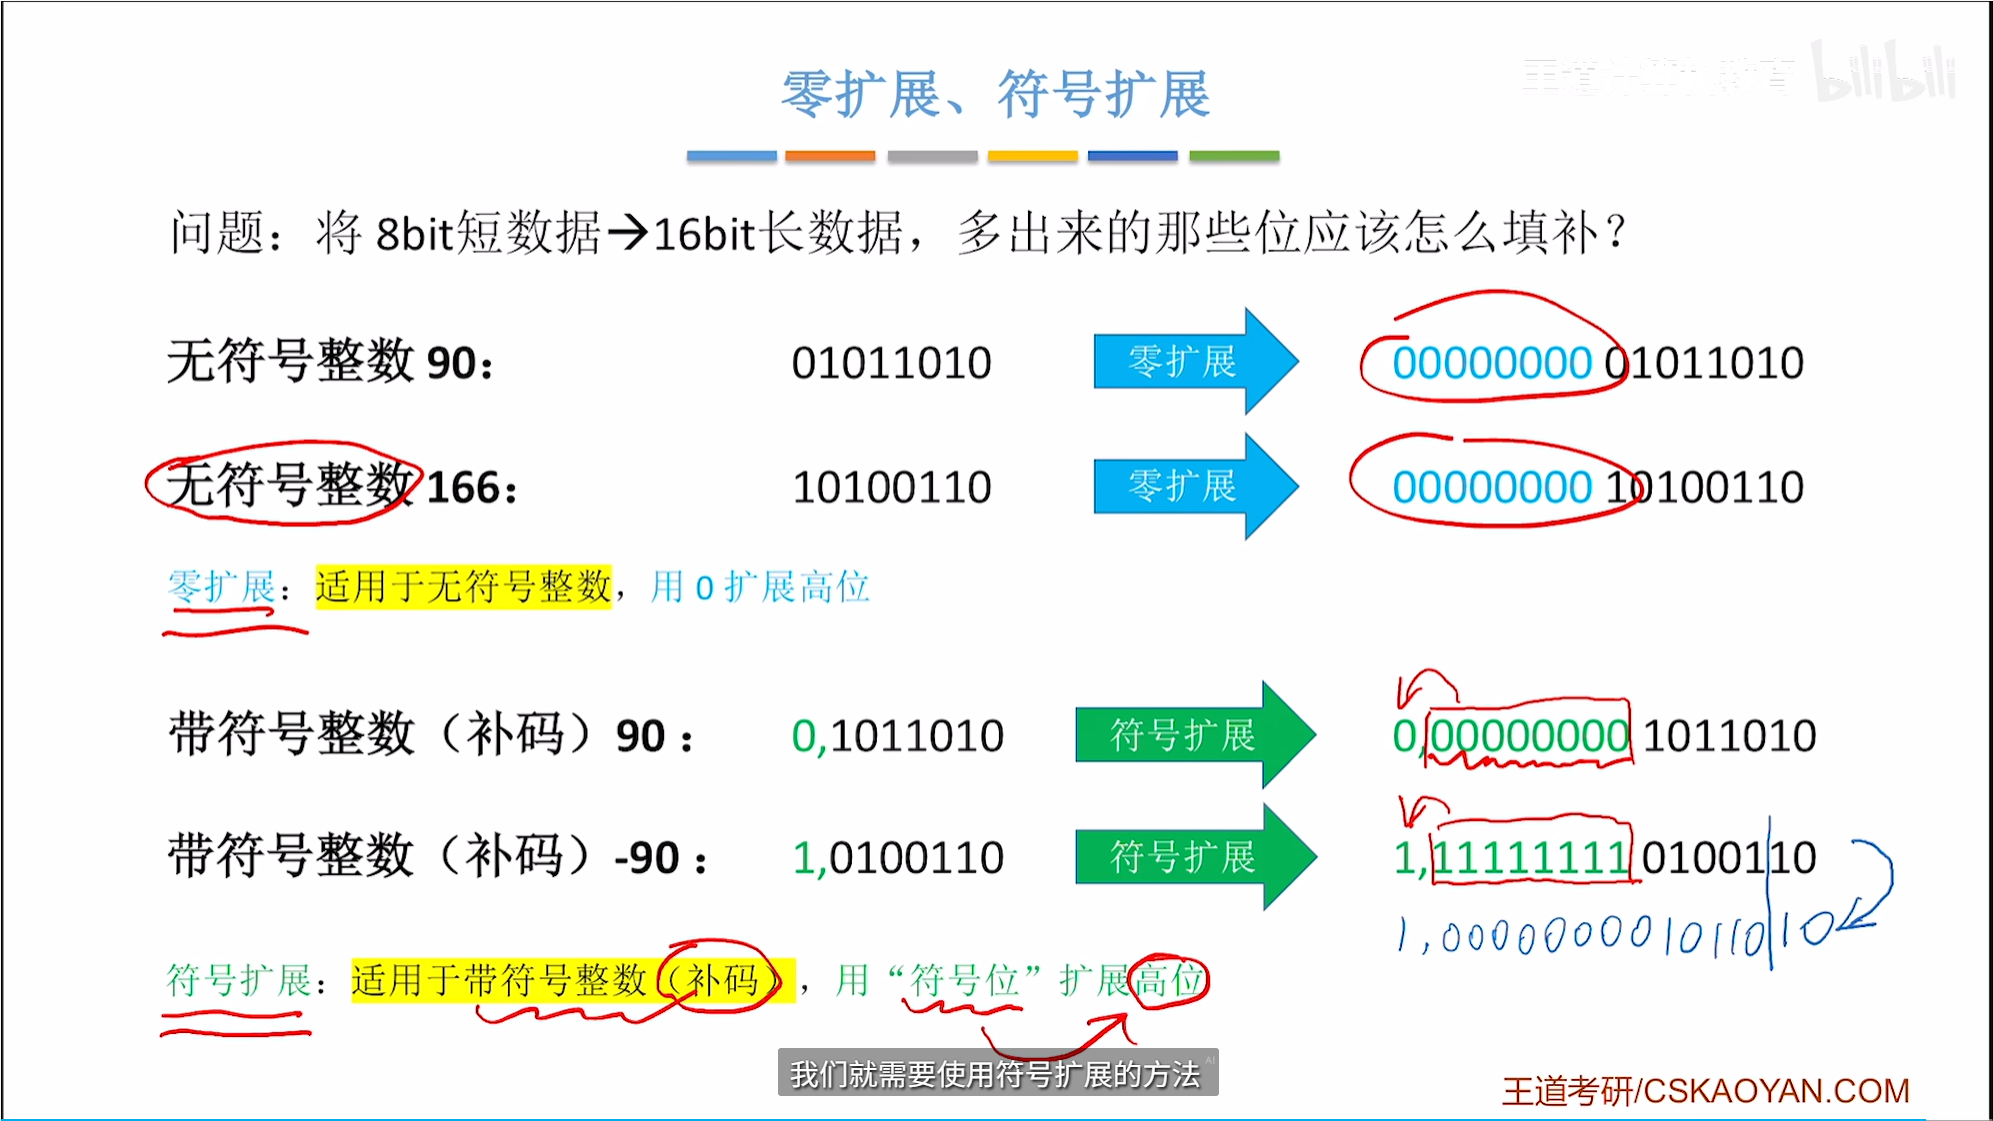 零扩展、符号扩展
王道计算机教育 bilibili
问题：将 8bit短数据→16bit长数据，多出来的那些位应该怎么填补？
无符号整数 90： 01011010 零扩展 00000000 01011010
无符号整数 166： 10100110 零扩展 00000000 10100110
零扩展：适用于无符号整数，用 0 扩展高位
带符号整数（补码）90 ： 0,1011010 符号扩展 0,00000000 1011010
带符号整数（补码）-90 ： 1,0100110 符号扩展 1,11111111 0100110
1,000000001011010
符号扩展：适用于带符号整数（补码），用“符号位”扩展高位
我们就需要使用符号扩展的方法
AI
王道考研/CSKAOYAN.COM